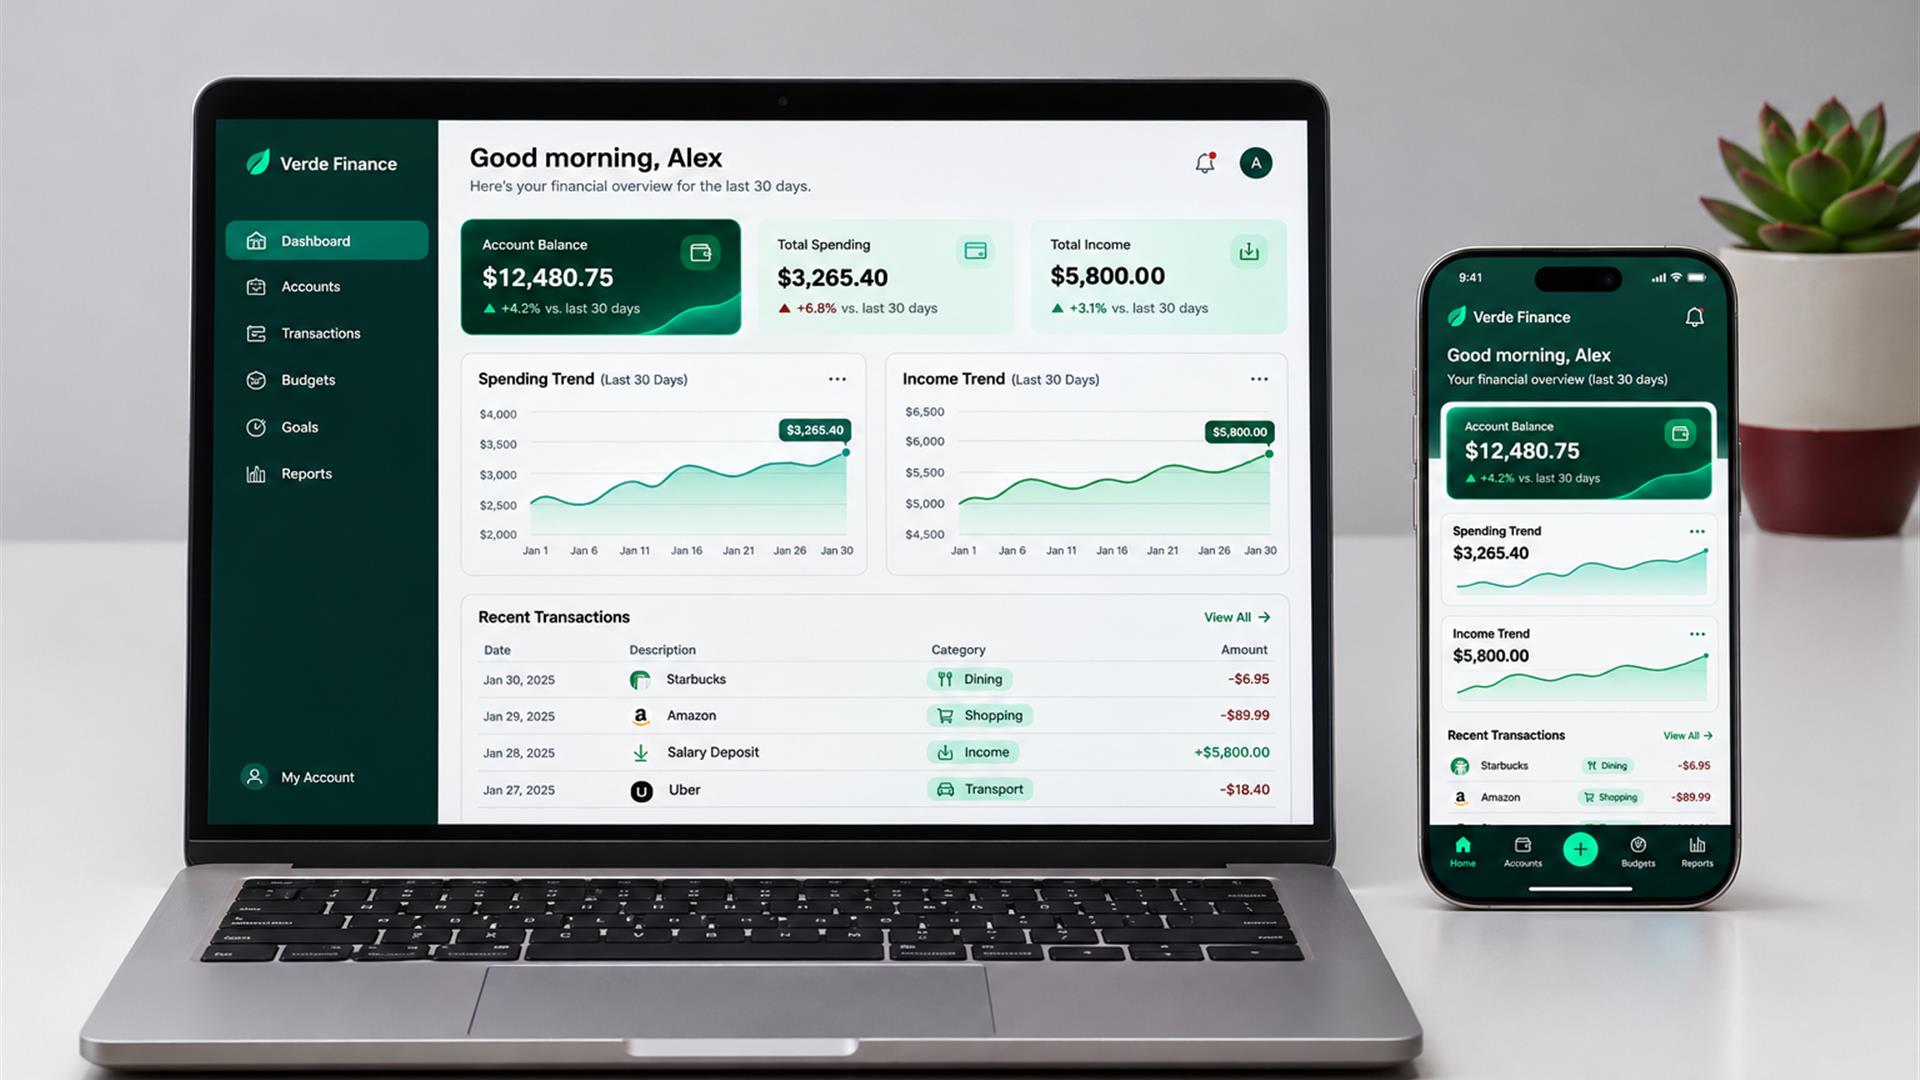 Verde Finance
Dashboard
Accounts
Transactions
Budgets
Goals
Reports
My Account
Good morning, Alex
Here's your financial overview for the last 30 days.
A
Account Balance
$12,480.75
+4.2% vs. last 30 days
Total Spending
$3,265.40
+6.8% vs. last 30 days
Total Income
$5,800.00
+3.1% vs. last 30 days
Spending Trend (Last 30 Days)
$4,000
$3,500
$3,000
$2,500
$2,000
$3,265.40
Jan 1 Jan 6 Jan 11 Jan 16 Jan 21 Jan 26 Jan 30
Income Trend (Last 30 Days)
$6,500
$6,000
$5,500
$5,000
$4,500
$5,800.00
Jan 1 Jan 6 Jan 11 Jan 16 Jan 21 Jan 26 Jan 30
Recent Transactions View All →
Date Description Category Amount
Jan 30, 2025 Starbucks Dining -$6.95
Jan 29, 2025 a Amazon Shopping -$89.99
Jan 28, 2025 Salary Deposit Income +$5,800.00
Jan 27, 2025 U Uber Transport -$18.40
9:41
Verde Finance
Good morning, Alex
Your financial overview (last 30 days)
Account Balance
$12,480.75
+4.2% vs. last 30 days
Spending Trend
$3,265.40
Income Trend
$5,800.00
Recent Transactions View All →
Starbucks Dining -$6.95
a Amazon Shopping -$89.99
Home Accounts + Budgets Reports